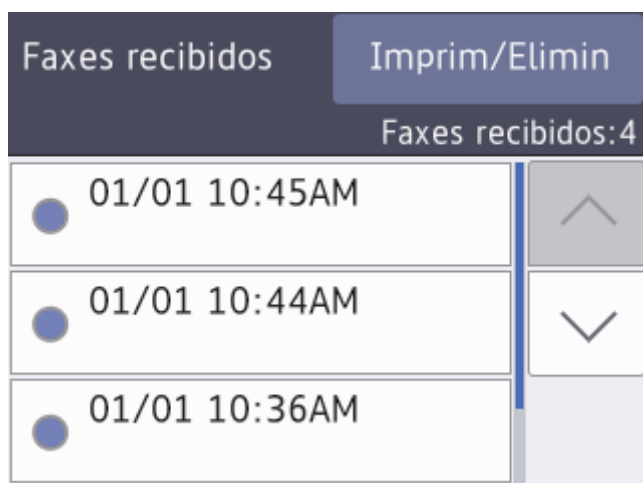 Faxes recibidos
Imprim/Elimin
Faxes recibidos:4
01/01 10:45AM
01/01 10:44AM
01/01 10:36AM